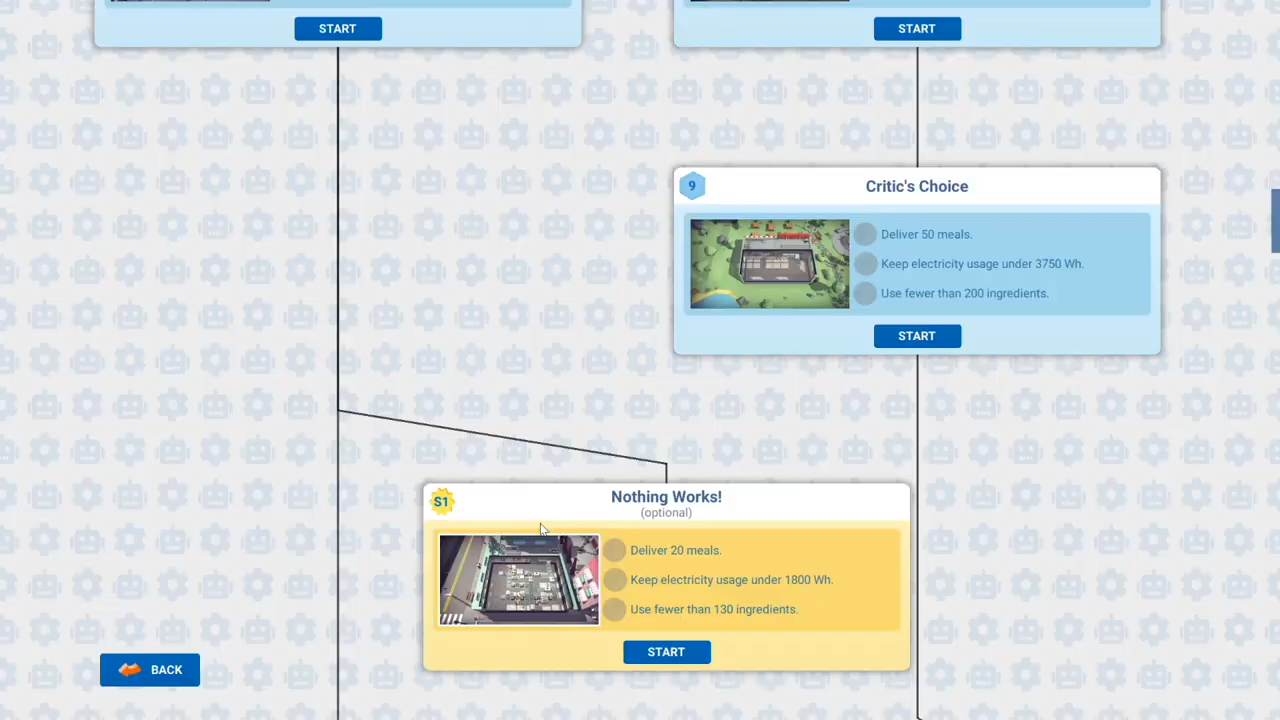 START
START
9
Critic's Choice
Deliver 50 meals.
Keep electricity usage under 3750 Wh.
Use fewer than 200 ingredients.
START
S1
Nothing Works!
(optional)
Deliver 20 meals.
Keep electricity usage under 1800 Wh.
Use fewer than 130 ingredients.
START
BACK